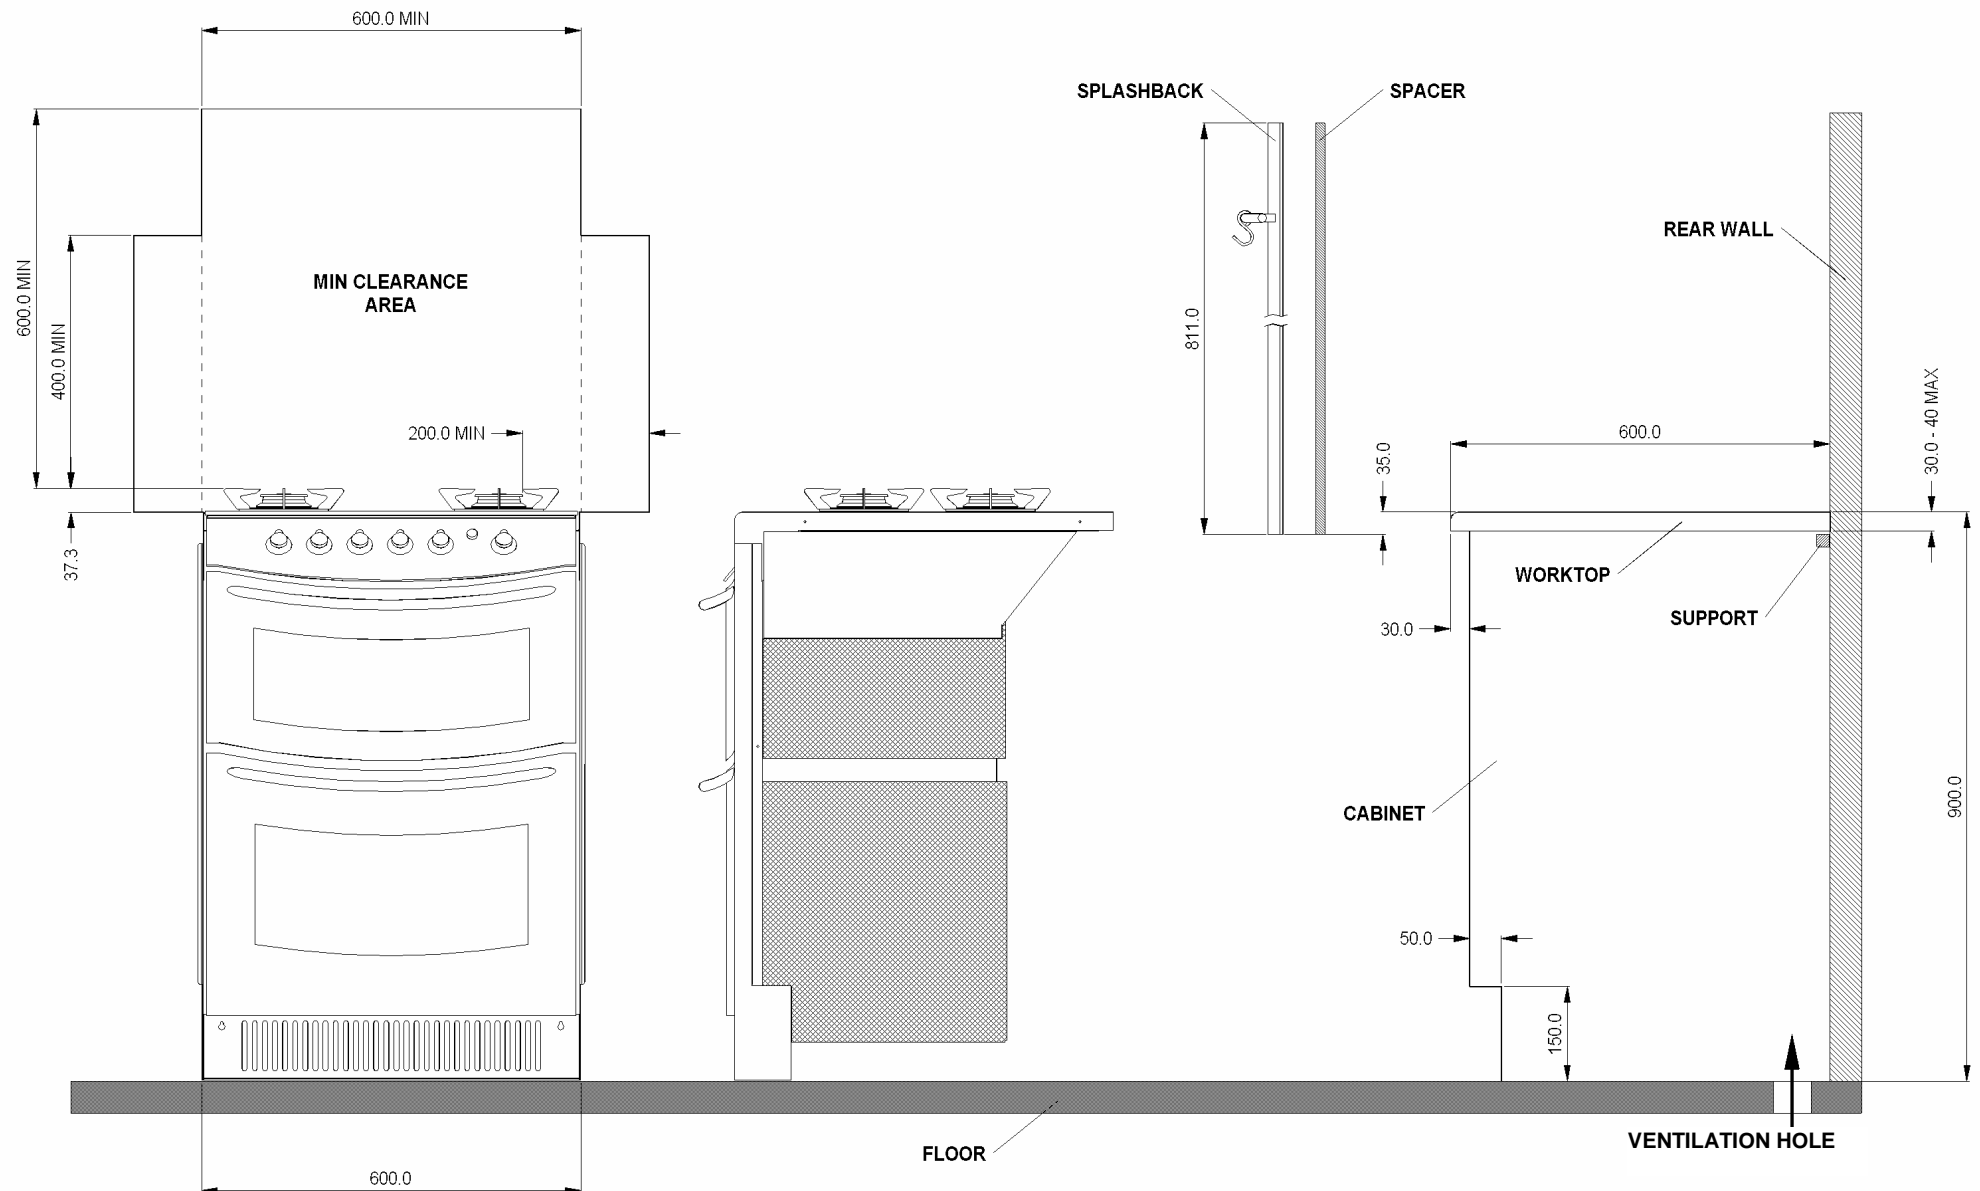 600.0 MIN
SPLASHBACK
SPACER
REAR WALL
MIN CLEARANCE
AREA
600.0 MIN
400.0 MIN
811.0
200.0 MIN
600.0
35.0
30.0 - 40 MAX
37.3
WORKTOP
SUPPORT
30.0
CABINET
900.0
50.0
150.0
VENTILATION HOLE
FLOOR
600.0